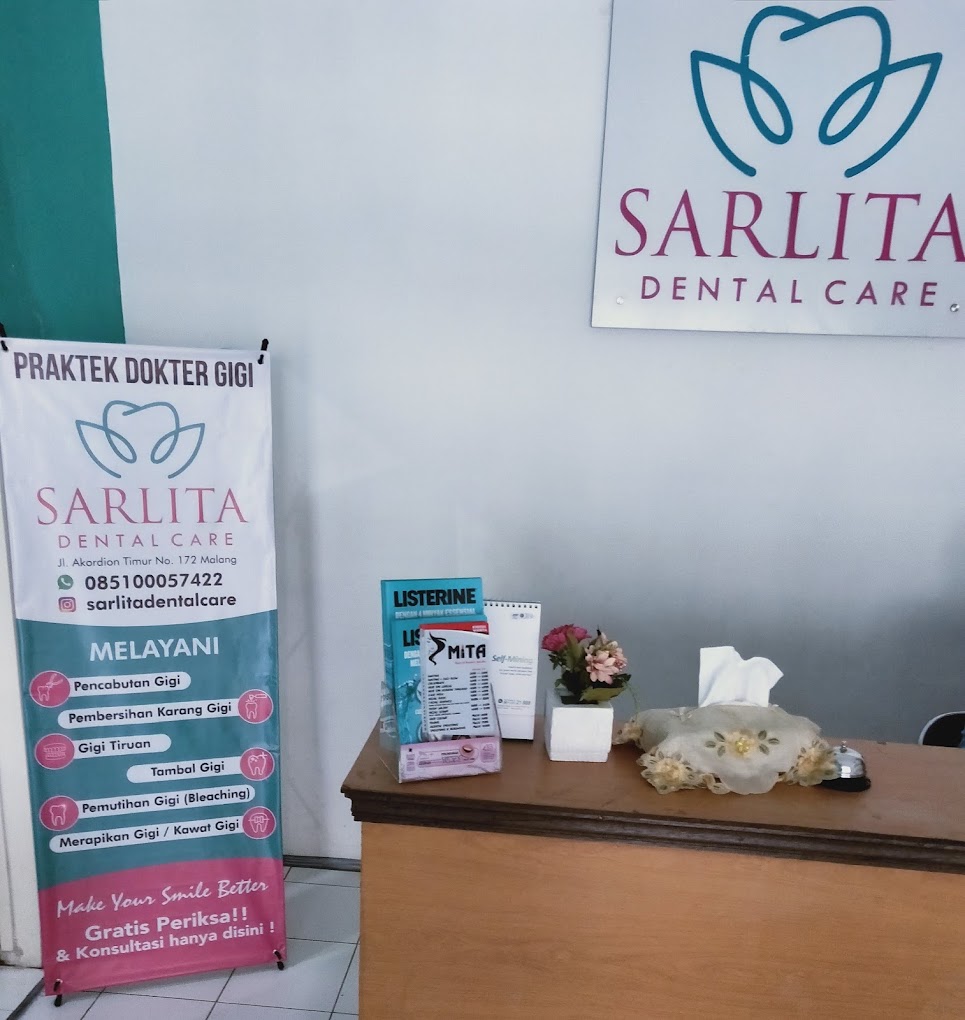 SARLITA
DENTAL CARE
PRAKTEK DOKTER GIGI
SARLITA
DENTAL CARE
Jl. Akordion Timur No. 172 Malang
085100057422
sarlitadentalcare
MELAYANI
Pencabutan Gigi
Pembersihan Karang Gigi
Gigi Tiruan
Tambal Gigi
Pemutihan Gigi (Bleaching)
Merapikan Gigi / Kawat Gigi
Make Your Smile Better
Gratis Periksa!!
& Konsultasi hanya disini !
LISTERINE
LIS
MiTA